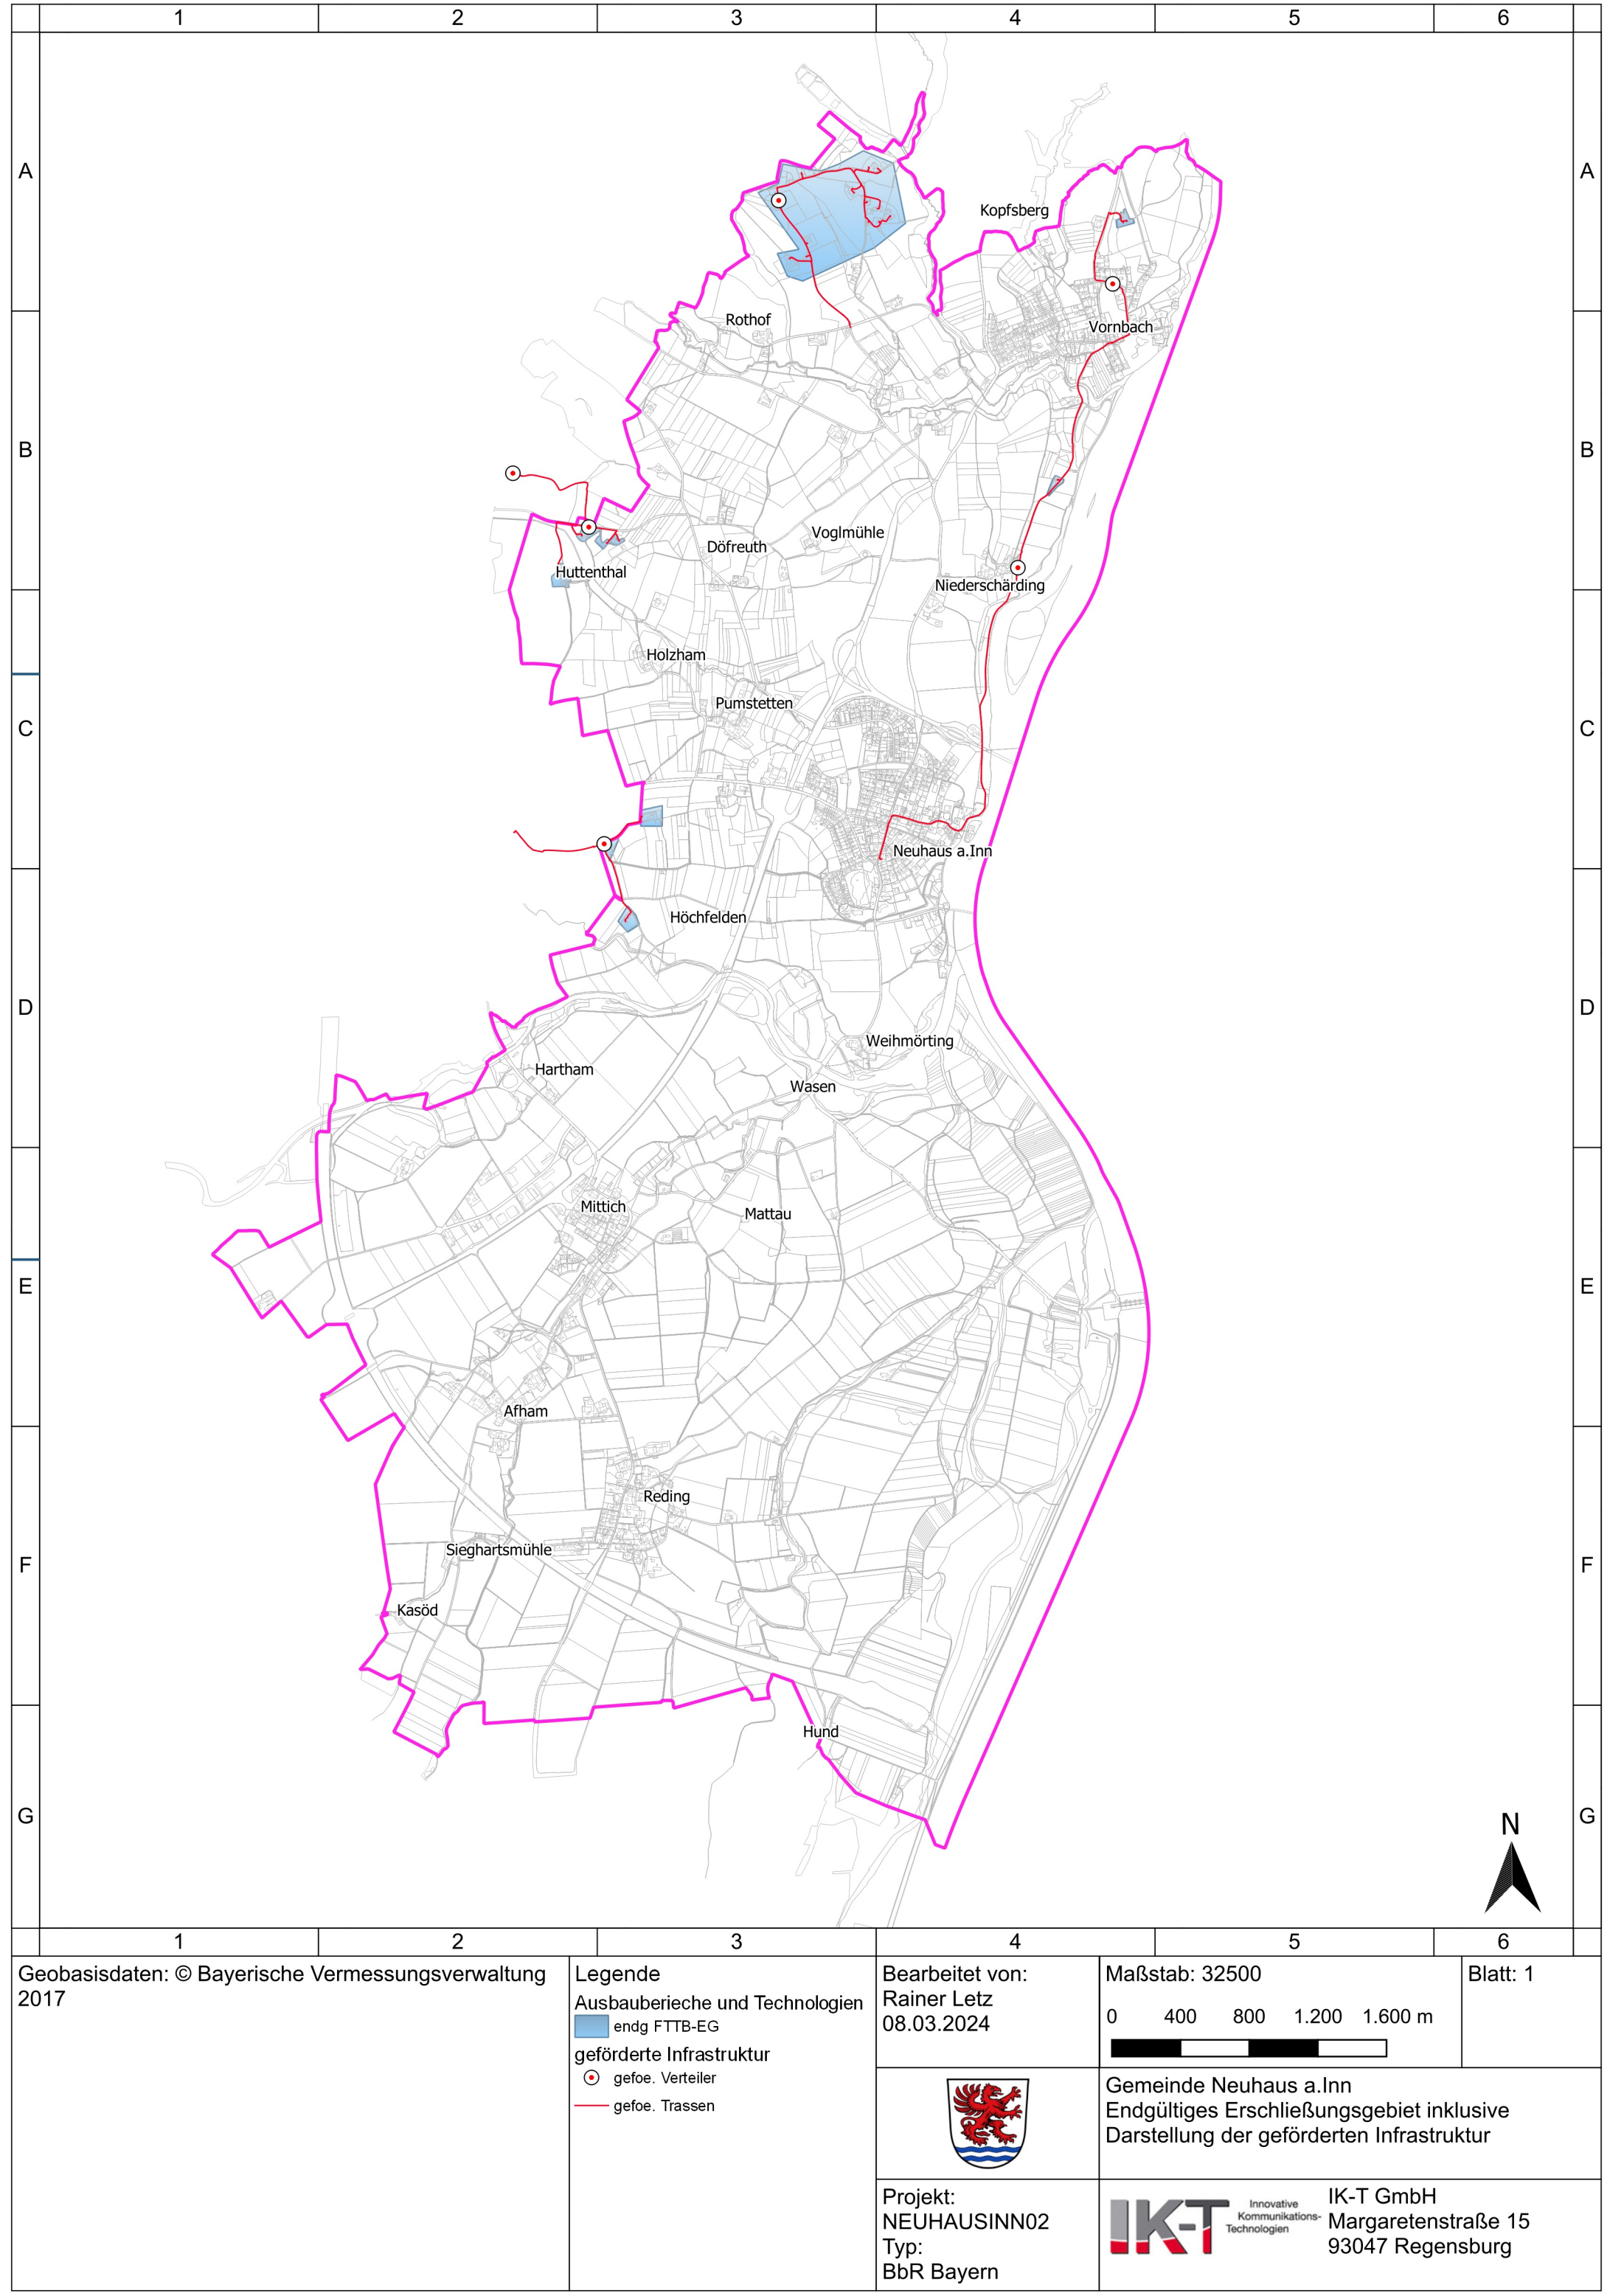 1 2 3 4 5 6
A A
Kopfsberg
Rothof
Vornbach
B B
Voglmühle
Döfreuth
Huttenthal
Niederschärding
Holzham
Pumstetten
C C
Neuhaus a.Inn
Höchfelden
D D
Weihmörting
Hartham
Wasen
Mittich
Mattau
E E
Afham
Reding
Sieghartsmühle
F F
Kasöd
Hund
G G
N
1 2 3 4 5 6
Geobasisdaten: © Bayerische Vermessungsverwaltung
2017
Legende
Ausbauberieche und Technologien
endg FTTB-EG
geförderte Infrastruktur
gefoe. Verteiler
gefoe. Trassen
Bearbeitet von:
Rainer Letz
08.03.2024
Maßstab: 32500
0 400 800 1.200 1.600 m
Blatt: 1
Gemeinde Neuhaus a.Inn
Endgültiges Erschließungsgebiet inklusive
Darstellung der geförderten Infrastruktur
Projekt:
NEUHAUSINN02
Typ:
BbR Bayern
IK-T
Innovative
Kommunikations-
Technologien
IK-T GmbH
Margaretenstraße 15
93047 Regensburg